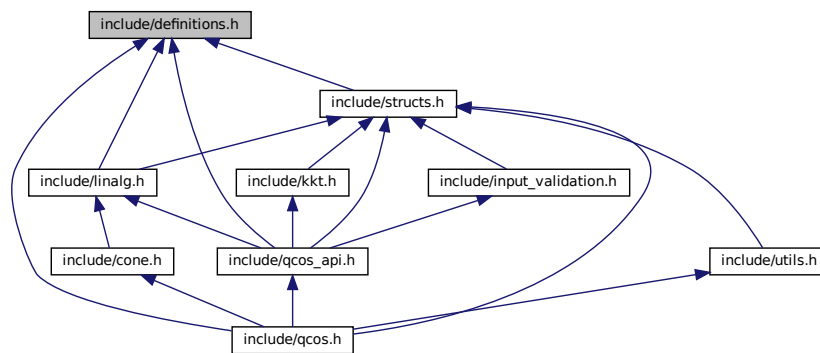 include/definitions.h
include/structs.h
include/linalg.h
include/kkt.h
include/input_validation.h
include/cone.h
include/qcos_api.h
include/utils.h
include/qcos.h